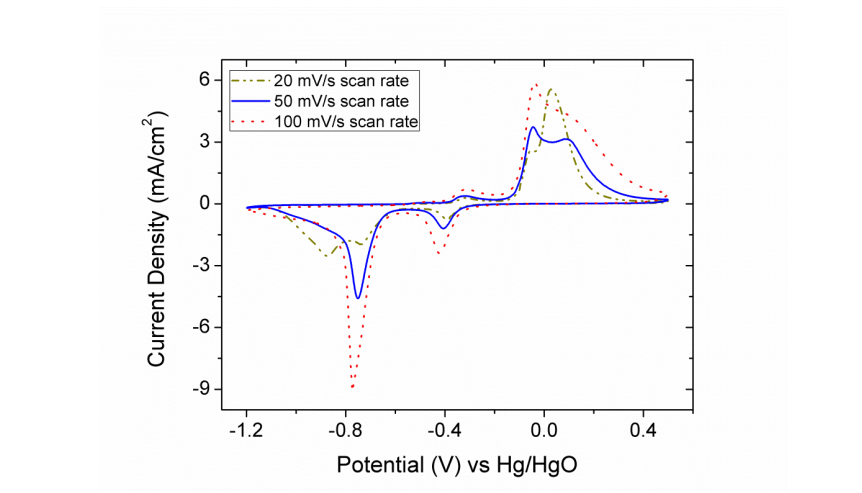 20 mV/s scan rate
50 mV/s scan rate
100 mV/s scan rate
6
3
0
-3
-6
-9
Current Density (mA/cm²)
-1.2 -0.8 -0.4 0.0 0.4
Potential (V) vs Hg/HgO